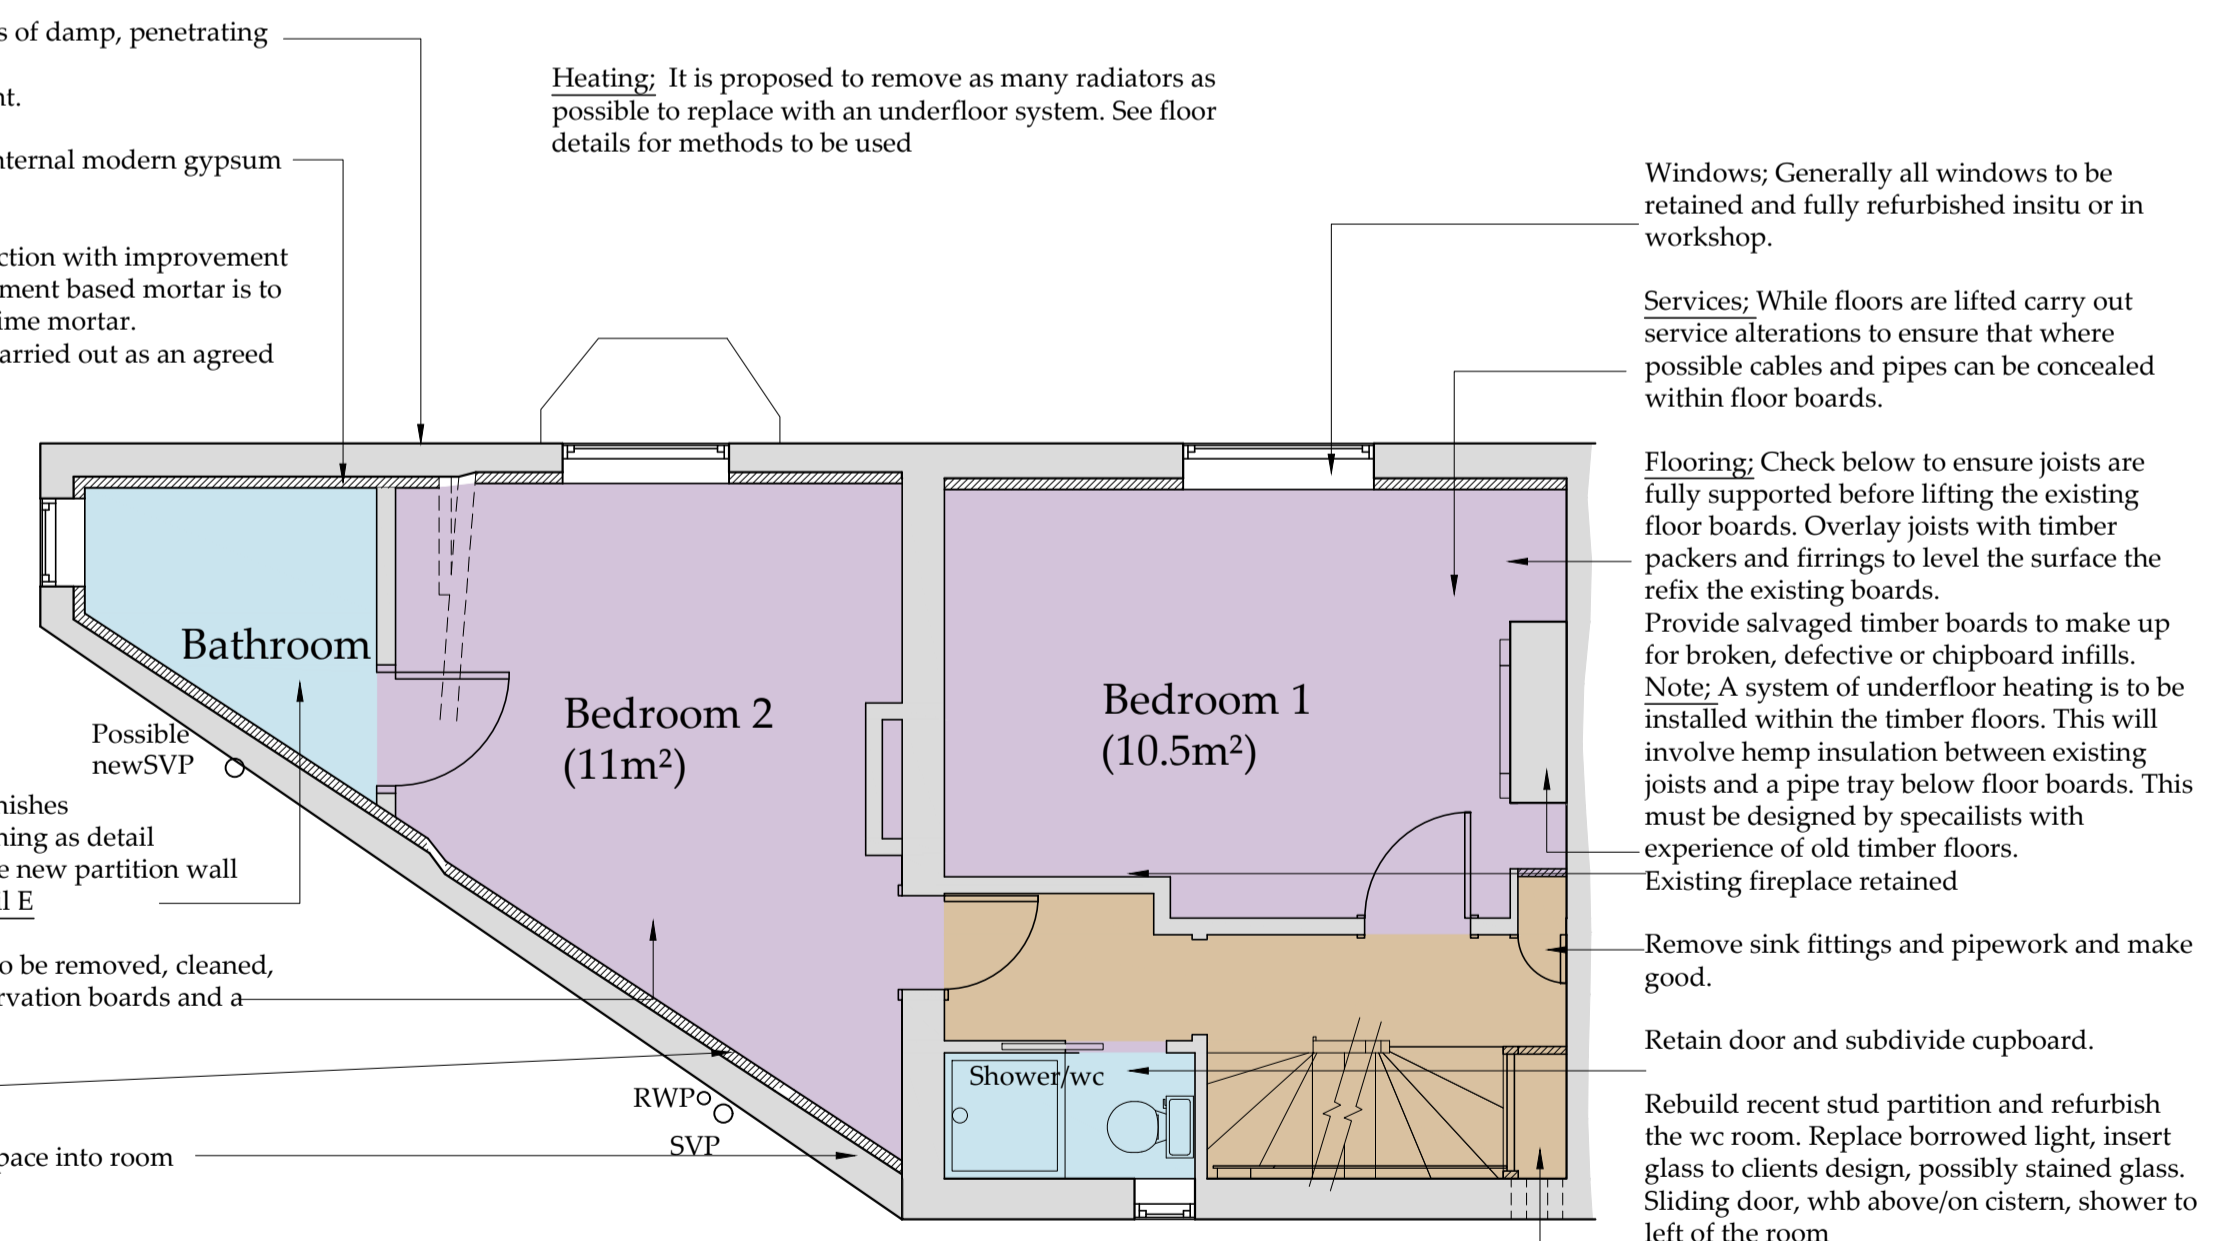 s of damp, penetrating
nt.
nternal modern gypsum
ction with improvement
ment based mortar is to
ime mortar.
arried out as an agreed
Heating; It is proposed to remove as many radiators as
possible to replace with an underfloor system. See floor
details for methods to be used
Windows; Generally all windows to be
retained and fully refurbished insitu or in
workshop.
Services; While floors are lifted carry out
service alterations to ensure that where
possible cables and pipes can be concealed
within floor boards.
Flooring; Check below to ensure joists are
fully supported before lifting the existing
floor boards. Overlay joists with timber
packers and firrings to level the surface the
refix the existing boards.
Provide salvaged timber boards to make up
for broken, defective or chipboard infills.
Note; A system of underfloor heating is to be
installed within the timber floors. This will
involve hemp insulation between existing
joists and a pipe tray below floor boards. This
must be designed by specailists with
experience of old timber floors.
Existing fireplace retained
Remove sink fittings and pipework and make
good.
Retain door and subdivide cupboard.
Rebuild recent stud partition and refurbish
the wc room. Replace borrowed light, insert
glass to clients design, possibly stained glass.
Sliding door, whb above/on cistern, shower to
left of the room
Bathroom
Bedroom 2
(11m²)
Bedroom 1
(10.5m²)
Possible
newSVP
nishes
ning as detail
e new partition wall
ll E
o be removed, cleaned,
rvation boards and a
pace into room
RWP
SVP
Shower/wc